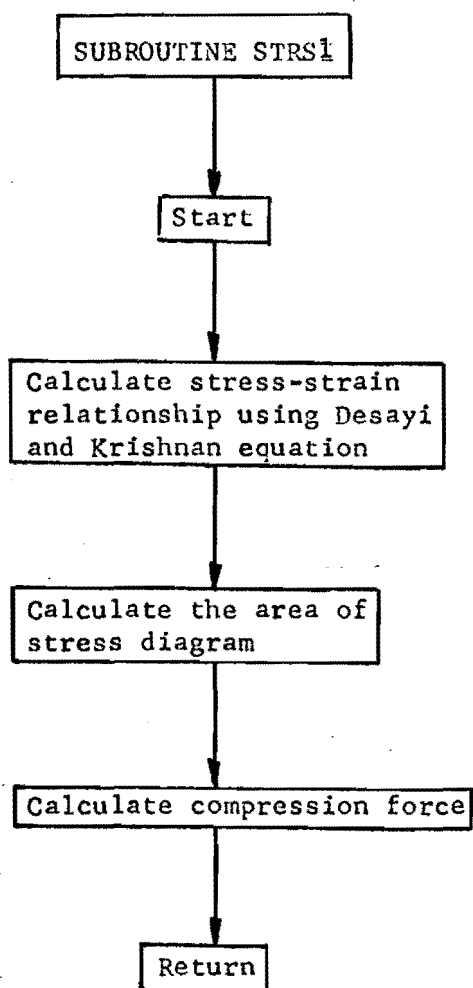 SUBROUTINE STRS1
Start
Calculate stress-strain
relationship using Desayi
and Krishnan equation
Calculate the area of
stress diagram
Calculate compression force
Return